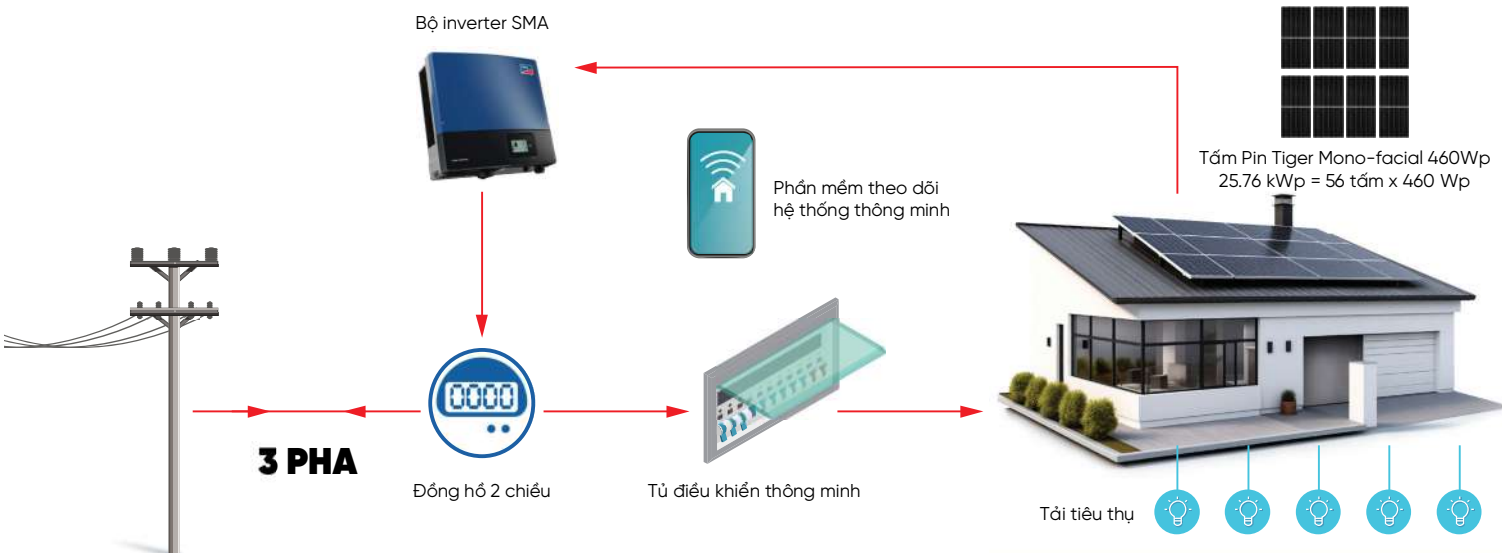 Bộ inverter SMA
Tấm Pin Tiger Mono-facial 460Wp
25.76 kWp = 56 tấm x 460 Wp
Phần mềm theo dõi
hệ thống thông minh
0000
3 PHA
Đồng hồ 2 chiều
Tủ điều khiển thông minh
Tải tiêu thụ